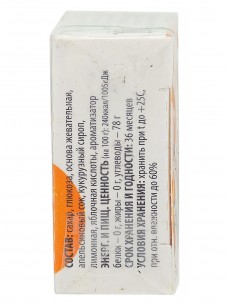 СОСТАВ: сахар, глюкоза, основа жевательная,
апельсиновый сок, кукурузный сироп,
лимонная, яблочная кислоты, ароматизатор
ЭНЕРГ. И ПИЩ. ЦЕННОСТЬ (на 100 г): 240ккал/1005кДж
белки – 0 г, жиры – 0 г, углеводы – 78 г
СРОК ХРАНЕНИЯ И ГОДНОСТИ: 36 месяцев
УСЛОВИЯ ХРАНЕНИЯ: хранить при t до +25С,
при отн. влажности до 60%